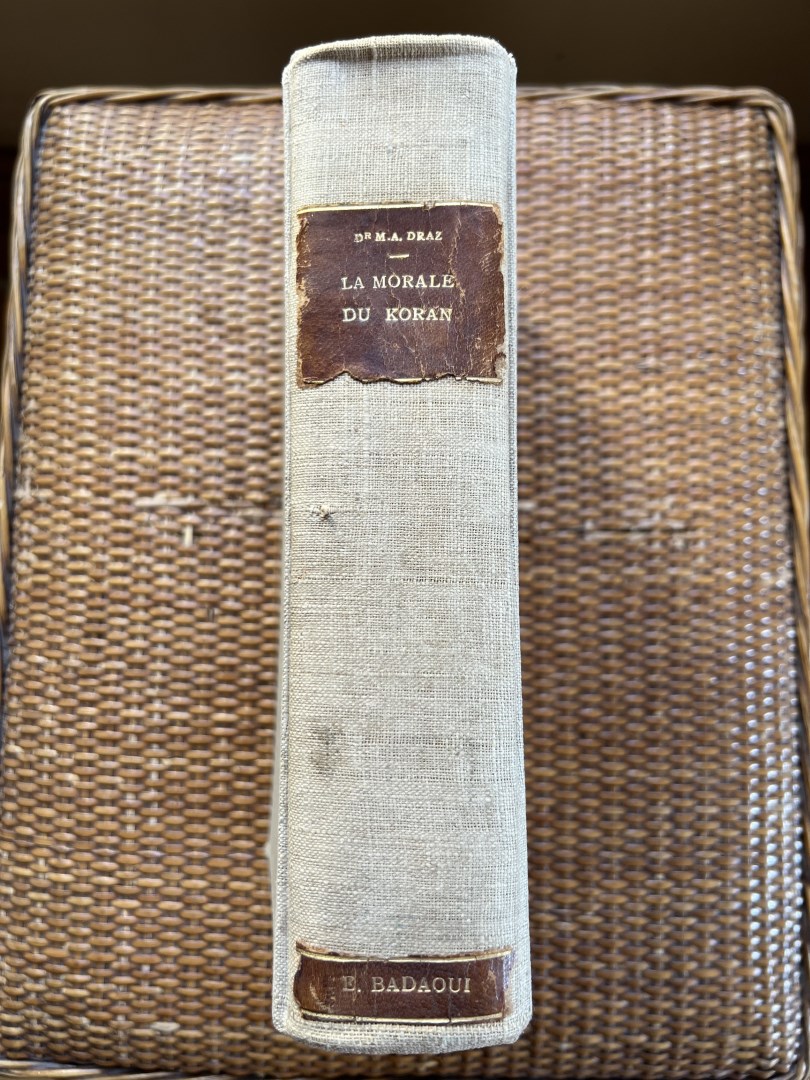 DR M.A. DRAZ
LA MORALE
DU KORAN
E. BADAOUI